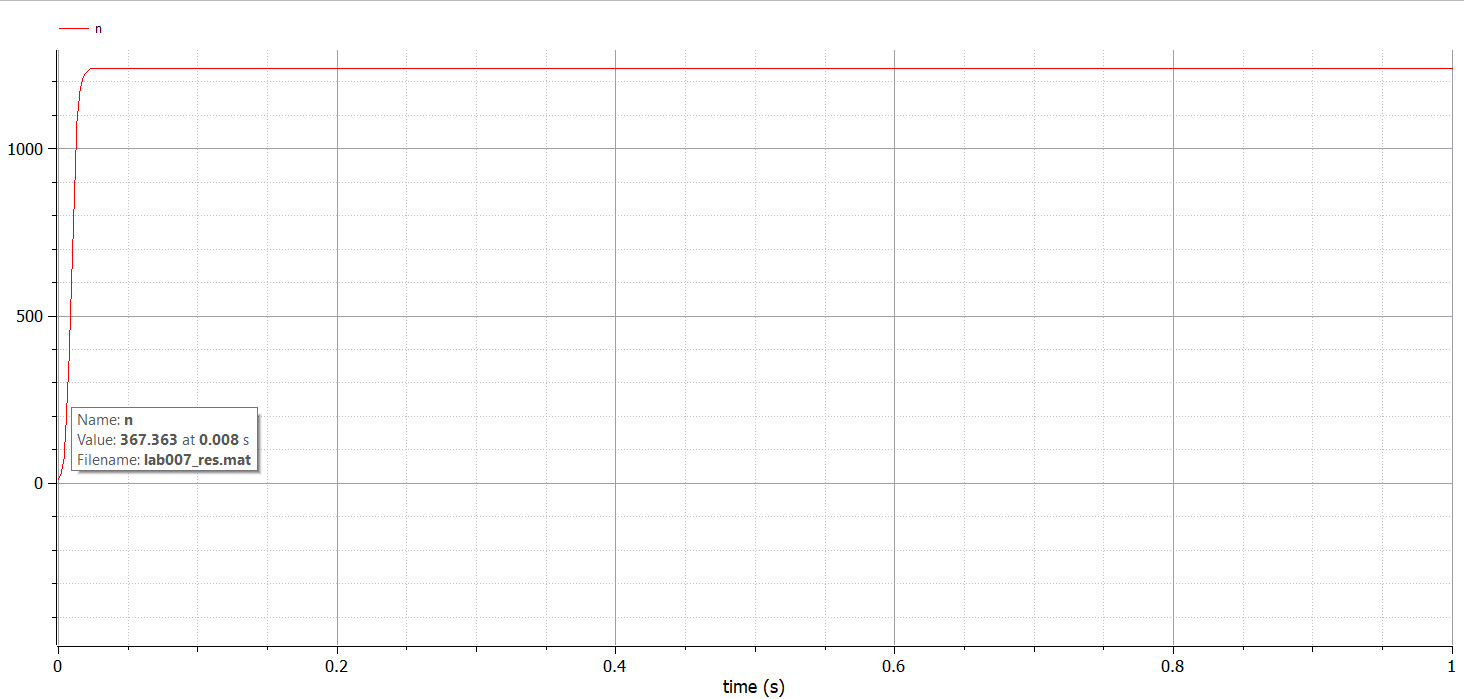 n
1000
500
0
Name: n
Value: 367.363 at 0.008 s
Filename: lab007_res.mat
0 0.2 0.4 0.6 0.8 1
time (s)